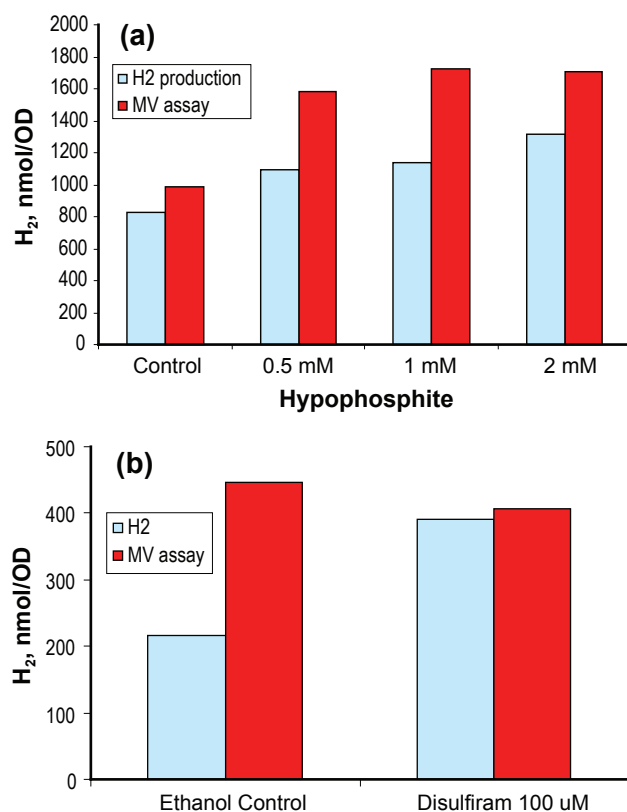 (a)
H2 production
MV assay
H₂, nmol/OD
2000
1800
1600
1400
1200
1000
800
600
400
200
0
Control 0.5 mM 1 mM 2 mM
Hypophosphite
(b)
H2
MV assay
H₂, nmol/OD
500
400
300
200
100
0
Ethanol Control Disulfiram 100 uM